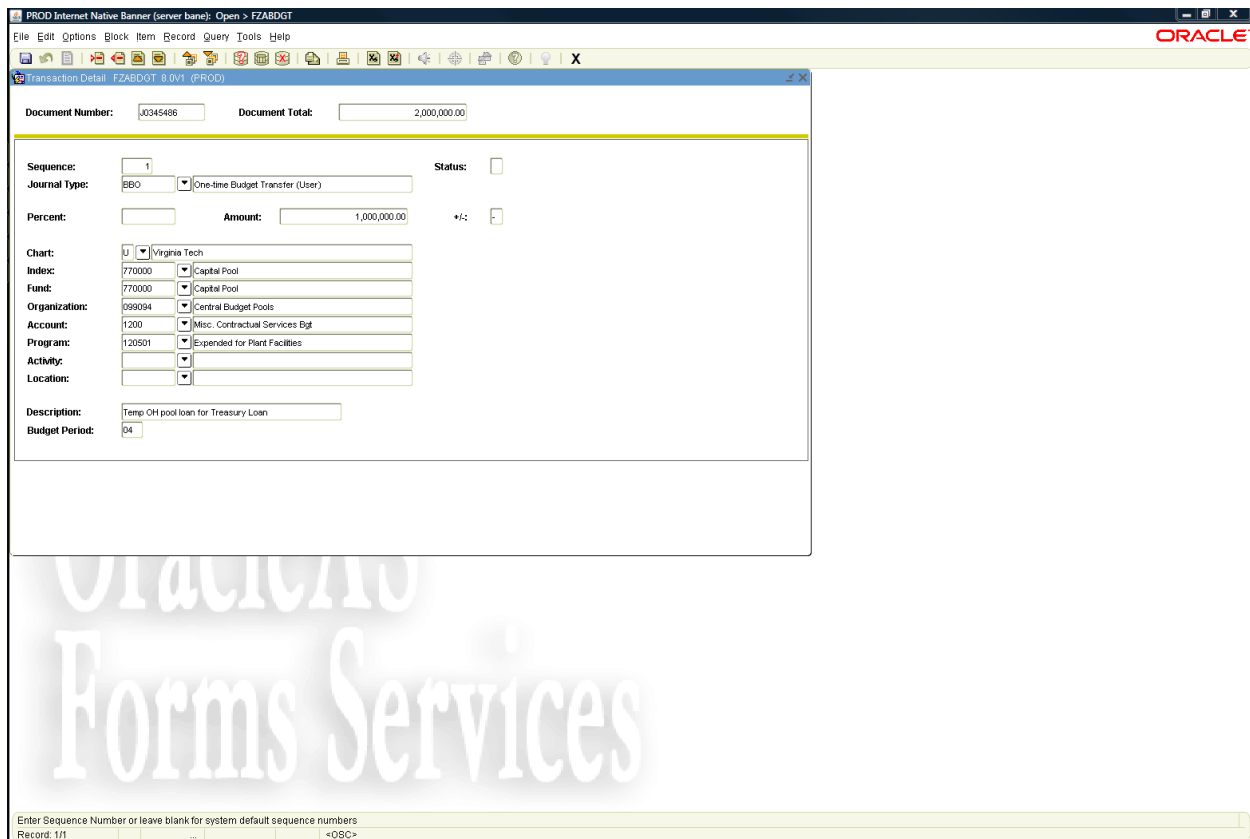 PROD Internet Native Banner (server bane): Open > FZABDGT
File Edit Options Block Item Record Query Tools Help
ORACLE
Transaction Detail FZABDGT 8.0V1 (PROD)
Document Number: J0345486 Document Total: 2,000,000.00
Sequence: 1 Status:
Journal Type: BBO One-time Budget Transfer (User)
Percent: Amount: 1,000,000.00 +/-: -
Chart: U Virginia Tech
Index: 770000 Capital Pool
Fund: 770000 Capital Pool
Organization: 099094 Central Budget Pools
Account: 1200 Misc. Contractual Services Bgt
Program: 120501 Expended for Plant Facilities
Activity:
Location:
Description: Temp OH pool loan for Treasury Loan
Budget Period: 04
OracleAS
Forms Services
Enter Sequence Number or leave blank for system default sequence numbers
Record: 1/1 ... <OSC>